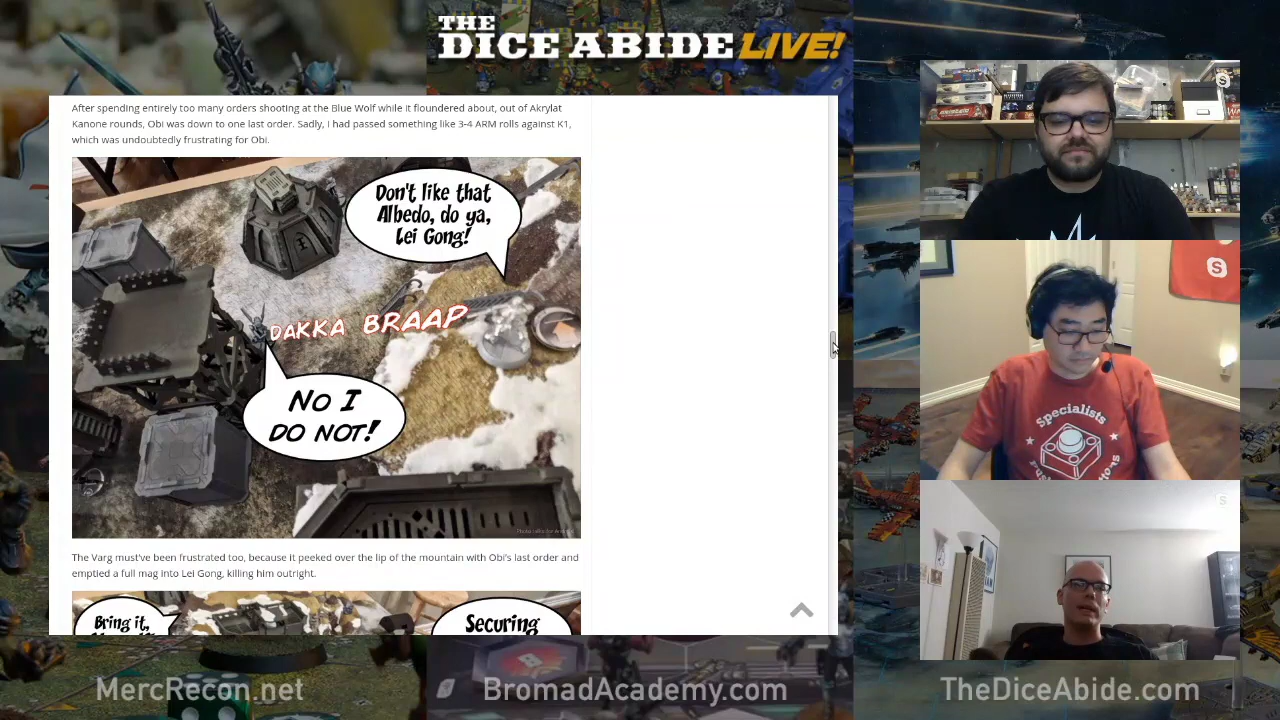 THE
DICE ABIDE LIVE!
After spending entirely too many orders shooting at the Blue Wolf while it floundered about, out of Akrylat
Kanone rounds, Obi was down to one last order. Sadly, I had passed something like 3-4 ARM rolls against K1,
which was undoubtedly frustrating for Obi.
Don't like that
Albedo, do ya,
Lei Gong!
DAKKA BRAAP
NO I
DO NOT!
The Varg must've been frustrated too, because it peeked over the lip of the mountain with Obi's last order and
emptied a full mag into Lei Gong, killing him outright.
Bring it,
Securing
Specialists
MercRecon.net
BromadAcademy.com
TheDiceAbide.com